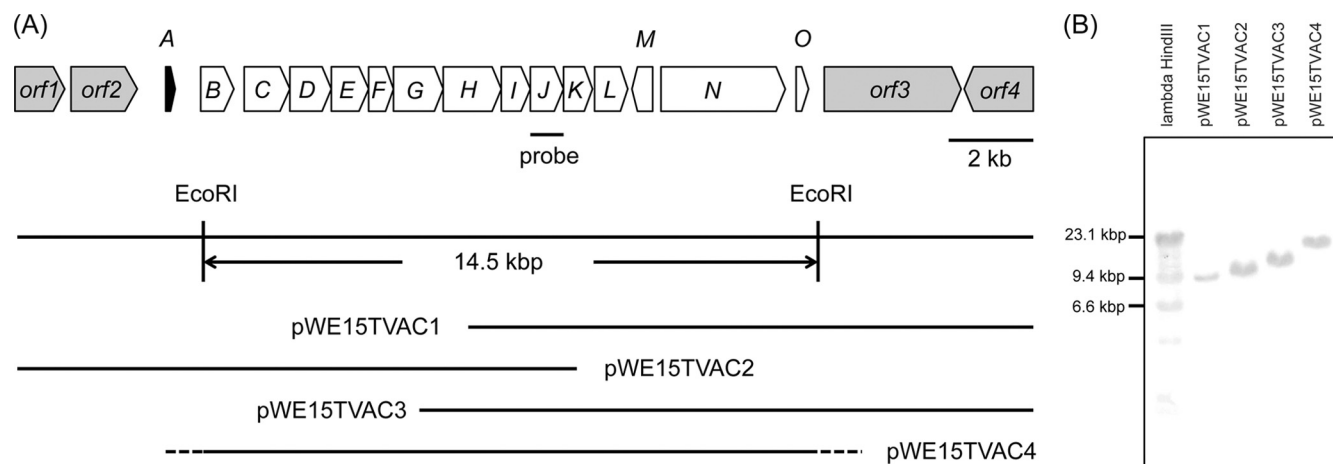 (A)
A M O
orf1 orf2 B C D E F G H I J K L N orf3 orf4
probe
2 kb
EcoRI EcoRI
14.5 kbp
pWE15TVAC1
pWE15TVAC2
pWE15TVAC3
pWE15TVAC4
(B)
lambda HindIII
pWE15TVAC1
pWE15TVAC2
pWE15TVAC3
pWE15TVAC4
23.1 kbp
9.4 kbp
6.6 kbp